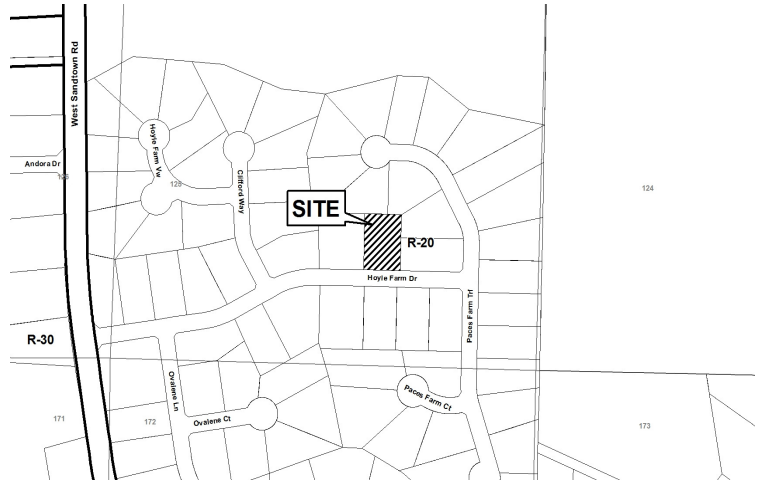 West Sandtown Rd
Hoyle Farm Vw
Andora Dr
125
Clifford Way
124
SITE
R-20
Hoyle Farm Dr
Paces Farm Trl
R-30
Ovalene Ln
Paces Farm Ct
171
172
Ovalene Ct
173